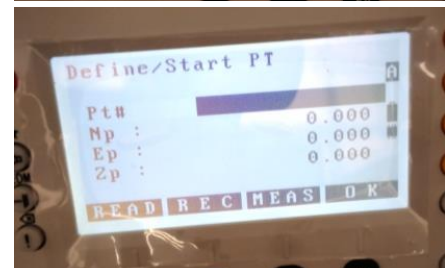 Define/Start PT
A
Pt#
Np : 0.000
Ep : 0.000
Zp : 0.000
READ REC MEAS OK